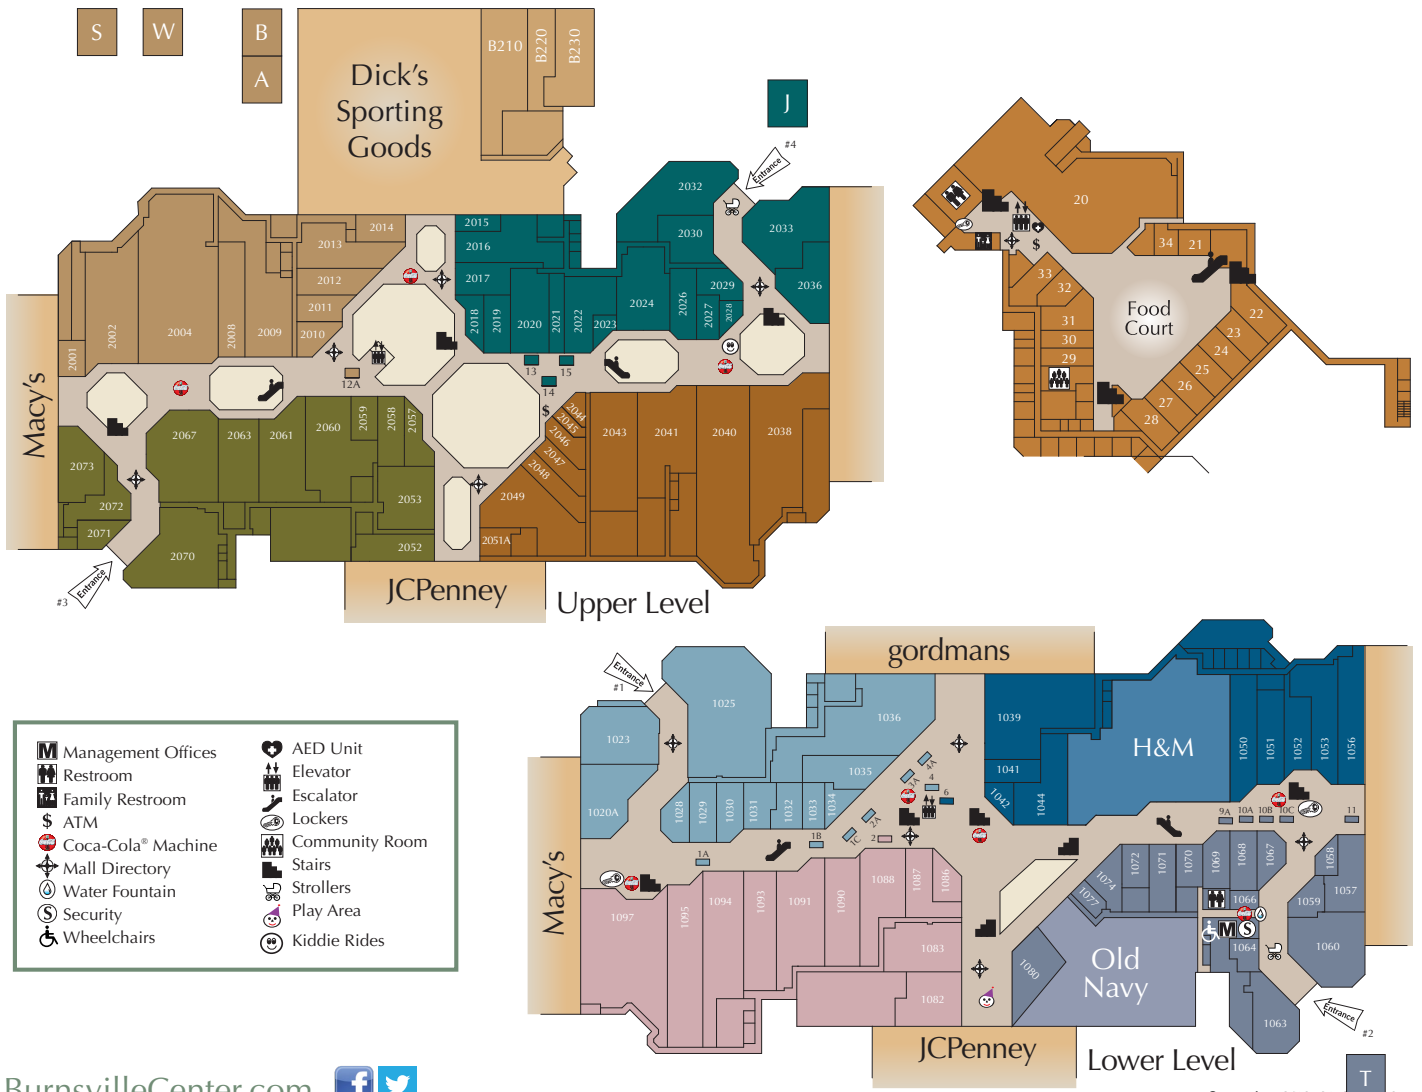 S
W
B
A
Dick's
Sporting
Goods
B210
B220
B230
J
#4
Entrance
2032
2030
2033
2036
2029
2028
2027
2026
2024
2023
2022
2021
2020
2019
2018
2017
2016
2015
2014
2013
2012
2011
2010
2009
2008
2004
2002
2001
Macy's
12A
13
14
15
$
2073
2072
2071
2070
2067
2063
2061
2060
2059
2058
2057
2053
2052
2051A
2049
2048
2047
2046
2045
2044
2043
2041
2040
2038
#3
Entrance
JCPenney
Upper Level
20
34
21
22
23
24
25
26
27
28
29
30
31
32
33
$
Food
Court
M Management Offices
Restroom
Family Restroom
$ ATM
Coca-Cola® Machine
Mall Directory
Water Fountain
S Security
Wheelchairs
AED Unit
Elevator
Escalator
Lockers
Community Room
Stairs
Strollers
Play Area
Kiddie Rides
gordmans
Entrance
#1
1025
1023
1020A
1028
1029
1030
1031
1032
1033
1034
1035
1036
1039
1041
1042
1044
H&M
1050
1051
1052
1053
1056
4A
3A
4
6
2A
1C
2
1B
1A
9A
10A
10B
10C
11
Macy's
1097
1095
1094
1093
1091
1090
1088
1087
1086
1083
1082
1080
1077
1074
1072
1071
1070
1069
1068
1067
1066
1064
1063
1060
1059
1058
1057
M
S
Old
Navy
Entrance
#2
JCPenney
Lower Level
T
BurnsvilleCenter.com